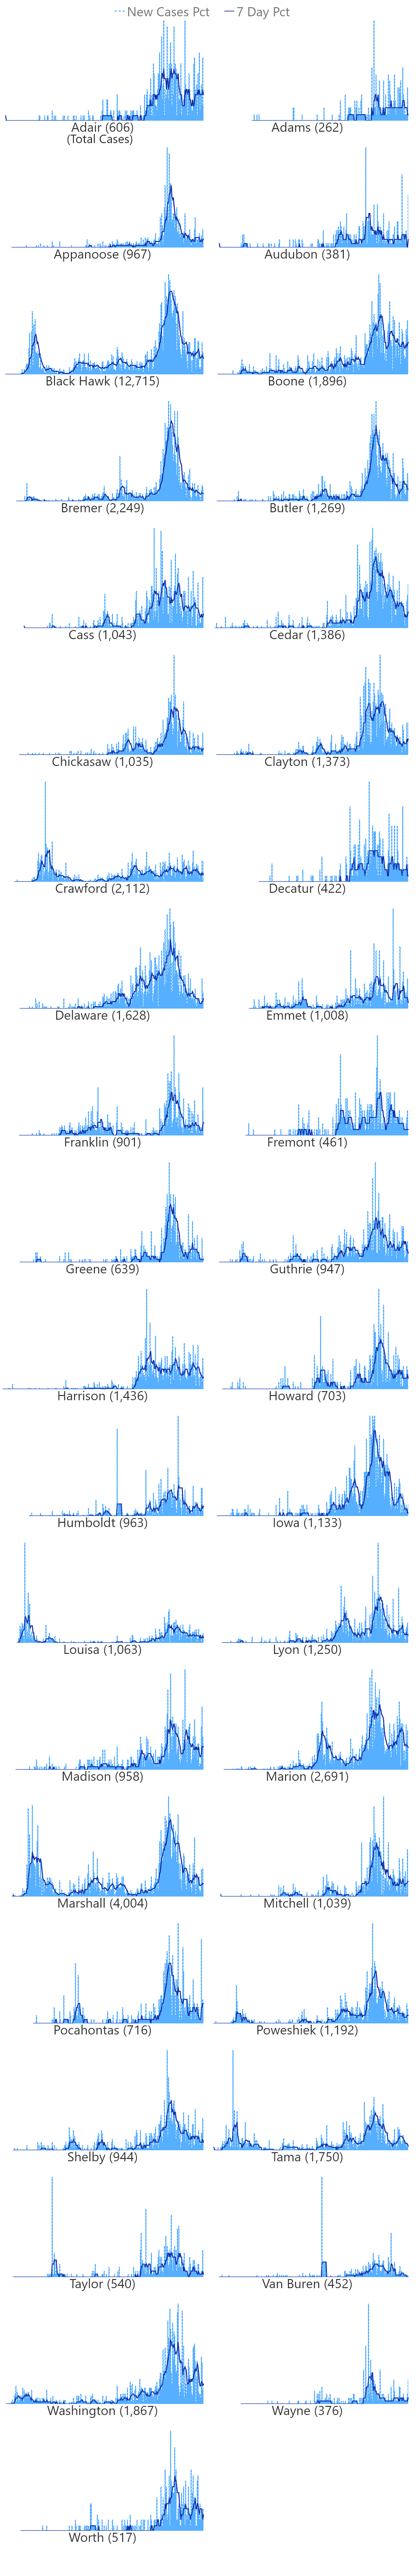 New Cases Pct 7 Day Pct
Adair (606)
(Total Cases)
Adams (262)
Appanoose (967)
Audubon (381)
Black Hawk (12,715)
Boone (1,896)
Bremer (2,249)
Butler (1,269)
Cass (1,043)
Cedar (1,386)
Chickasaw (1,035)
Clayton (1,373)
Crawford (2,112)
Decatur (422)
Delaware (1,628)
Emmet (1,008)
Franklin (901)
Fremont (461)
Greene (639)
Guthrie (947)
Harrison (1,436)
Howard (703)
Humboldt (963)
Iowa (1,133)
Louisa (1,063)
Lyon (1,250)
Madison (958)
Marion (2,691)
Marshall (4,004)
Mitchell (1,039)
Pocahontas (716)
Poweshiek (1,192)
Shelby (944)
Tama (1,750)
Taylor (540)
Van Buren (452)
Washington (1,867)
Wayne (376)
Worth (517)